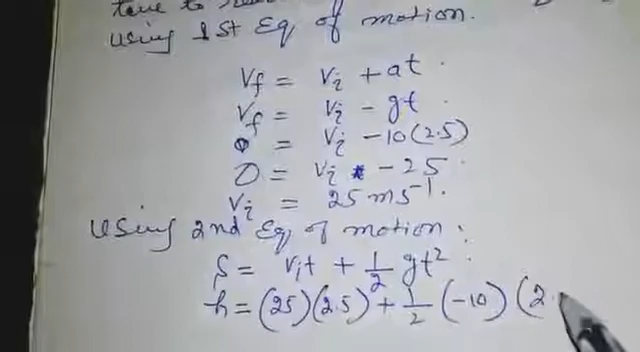 using 1st Eq of motion.
Vf = Vi + at
Vf = Vi - gt
0 = Vi - 10(2.5)
0 = Vi - 25
Vi = 25 ms⁻¹.
Using 2nd Eq of motion:
S = Vit + 1/2 gt²
h = (25)(2.5) + 1/2 (-10) (2.